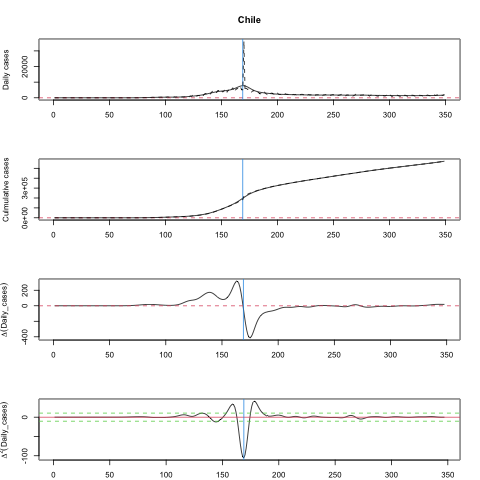 Chile
Daily cases
20000
0
0 50 100 150 200 250 300 350
Culmulative cases
3e+05
0e+00
0 50 100 150 200 250 300 350
Δ(Daily_cases)
200
0
-400
0 50 100 150 200 250 300 350
Δ²(Daily_cases)
0
-100
0 50 100 150 200 250 300 350